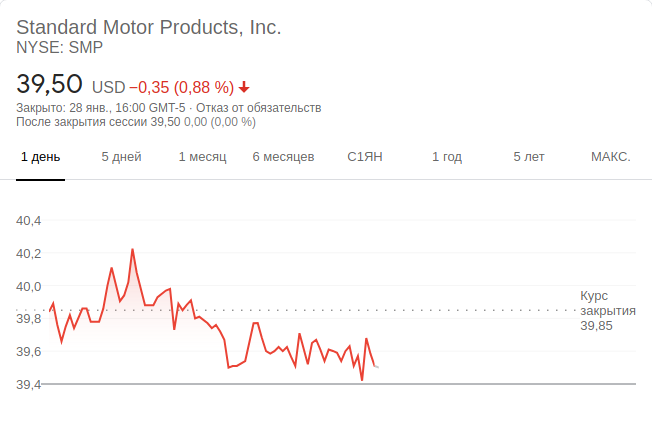 Standard Motor Products, Inc.
NYSE: SMP
39,50 USD −0,35 (0,88 %)
Закрыто: 28 янв., 16:00 GMT-5 · Отказ от обязательств
После закрытия сессии 39,50 0,00 (0,00 %)
1 день 5 дней 1 месяц 6 месяцев С1ЯН 1 год 5 лет МАКС.
40,4
40,2
40,0
39,8
39,6
39,4
Курс
закрытия
39,85